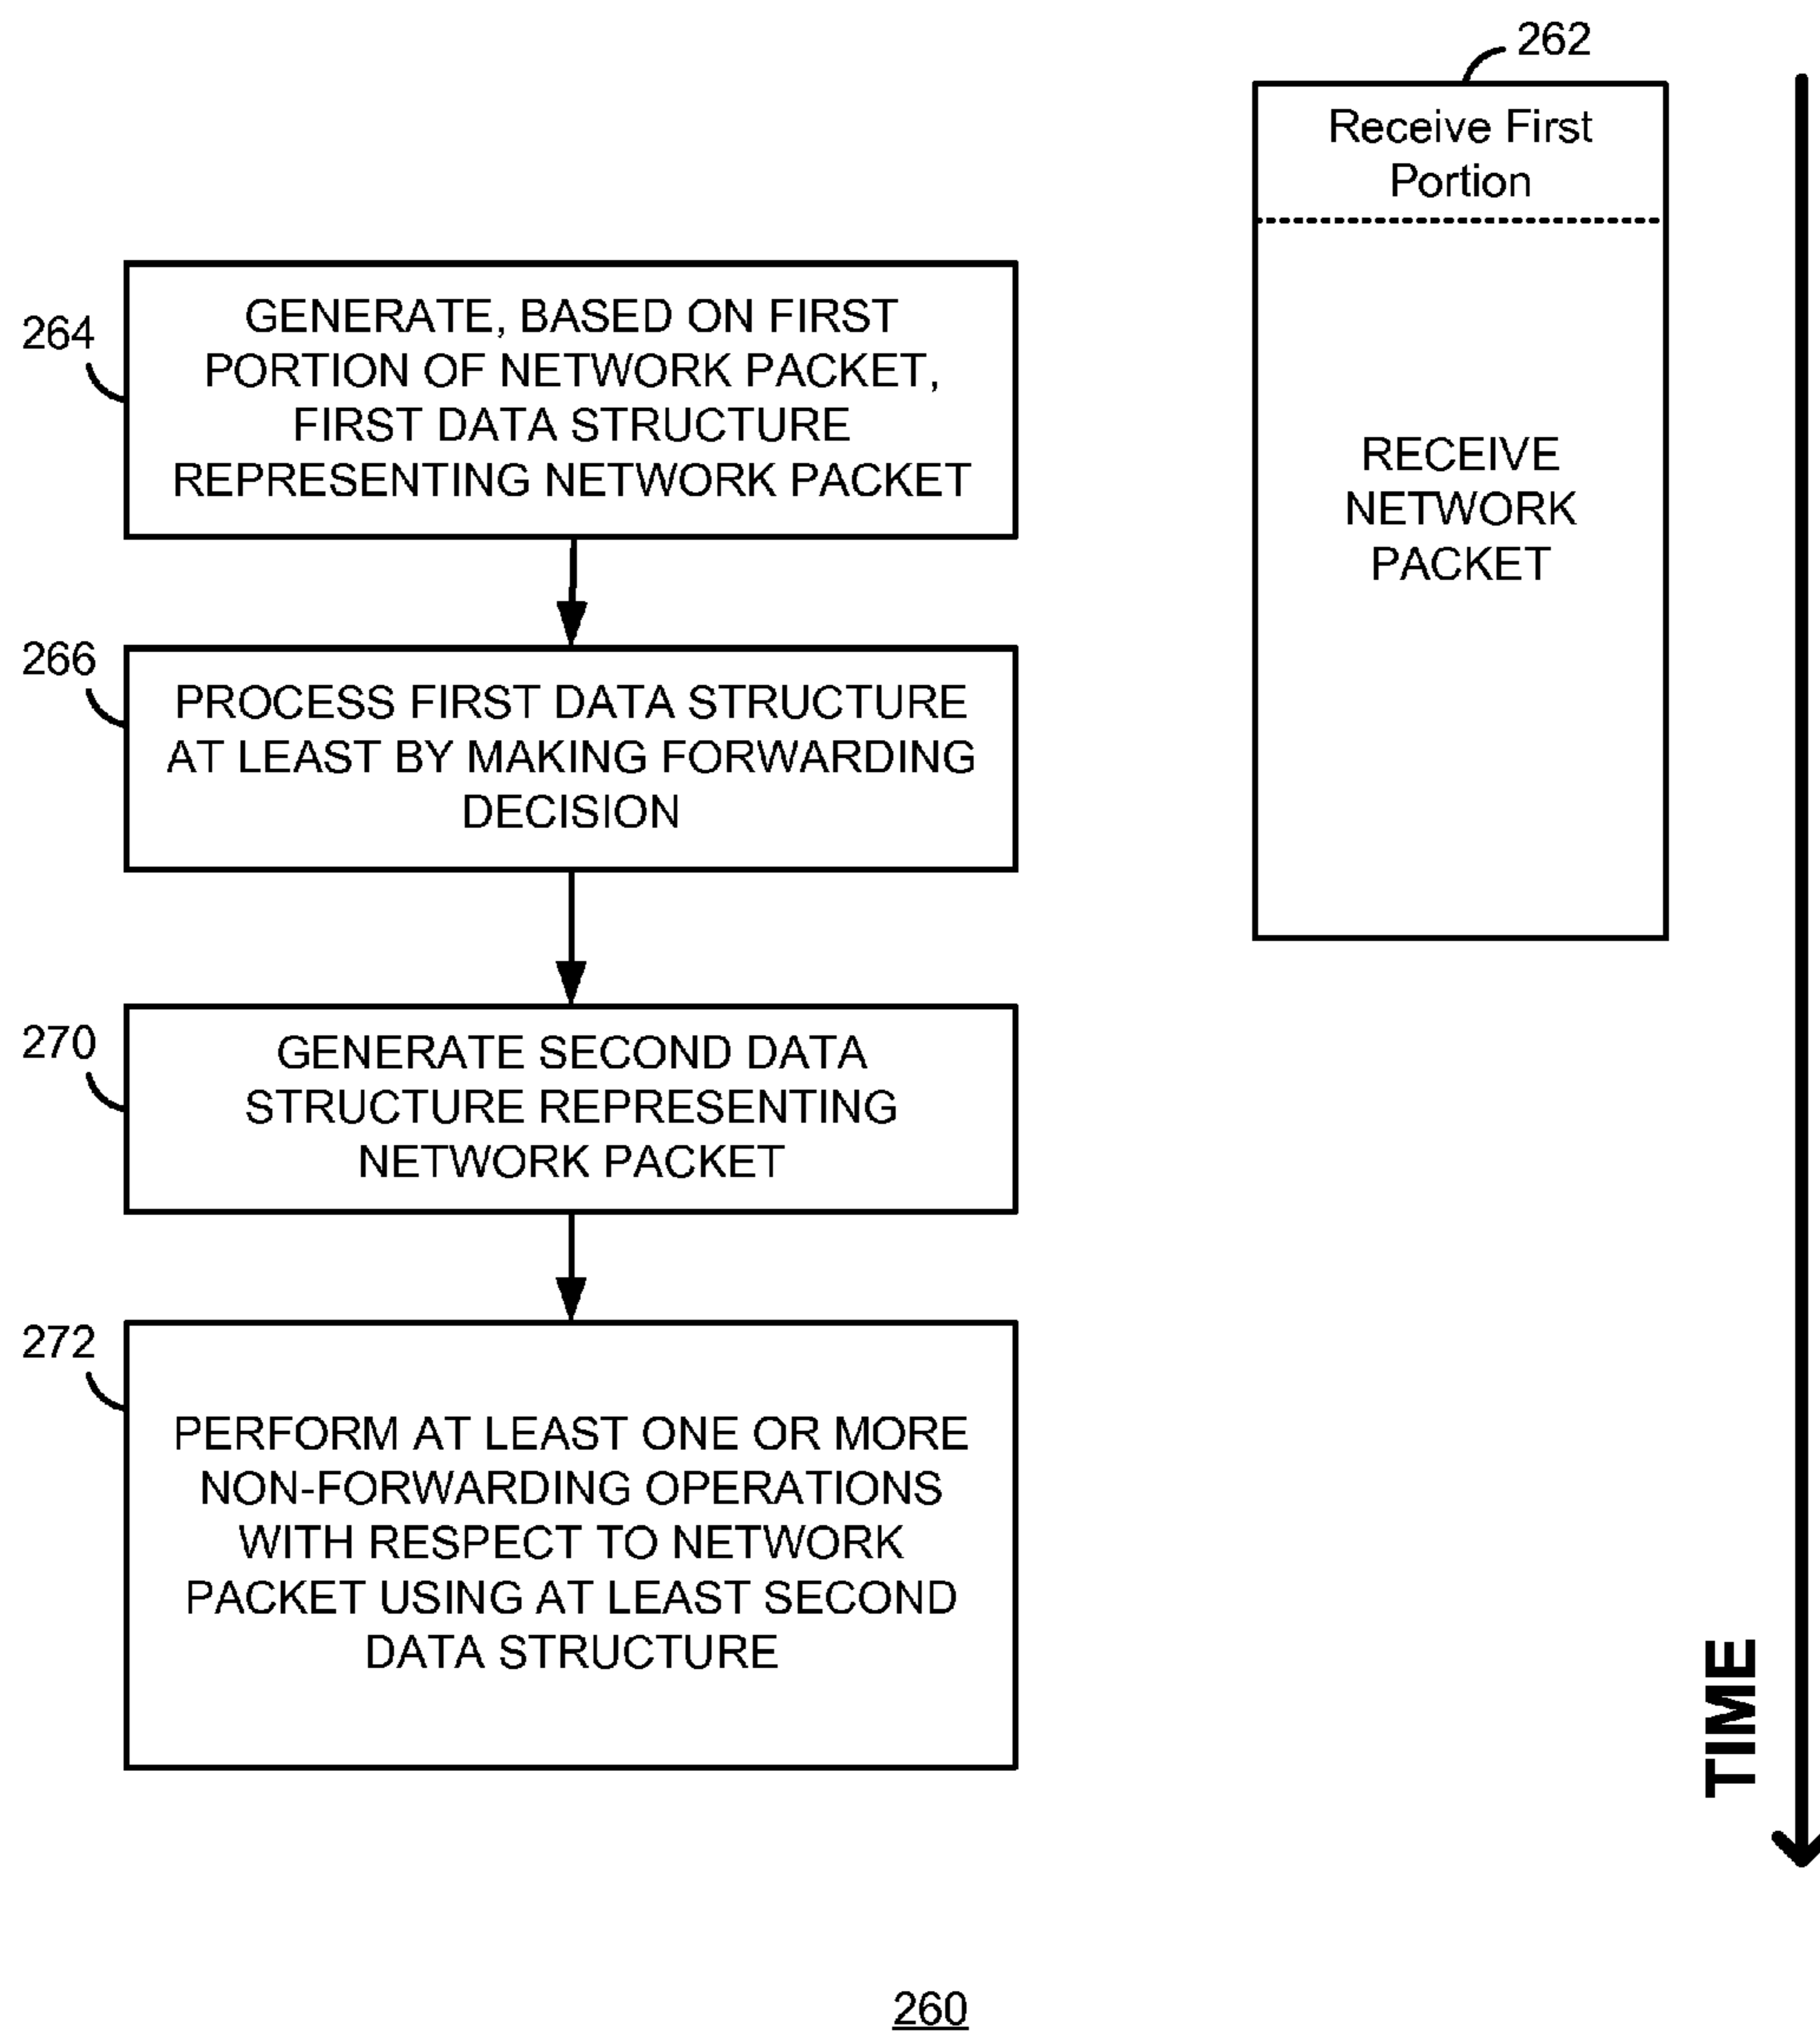 262
Receive First
Portion
RECEIVE
NETWORK
PACKET
264
GENERATE, BASED ON FIRST
PORTION OF NETWORK PACKET,
FIRST DATA STRUCTURE
REPRESENTING NETWORK PACKET
266
PROCESS FIRST DATA STRUCTURE
AT LEAST BY MAKING FORWARDING
DECISION
270
GENERATE SECOND DATA
STRUCTURE REPRESENTING
NETWORK PACKET
272
PERFORM AT LEAST ONE OR MORE
NON-FORWARDING OPERATIONS
WITH RESPECT TO NETWORK
PACKET USING AT LEAST SECOND
DATA STRUCTURE
TIME
260